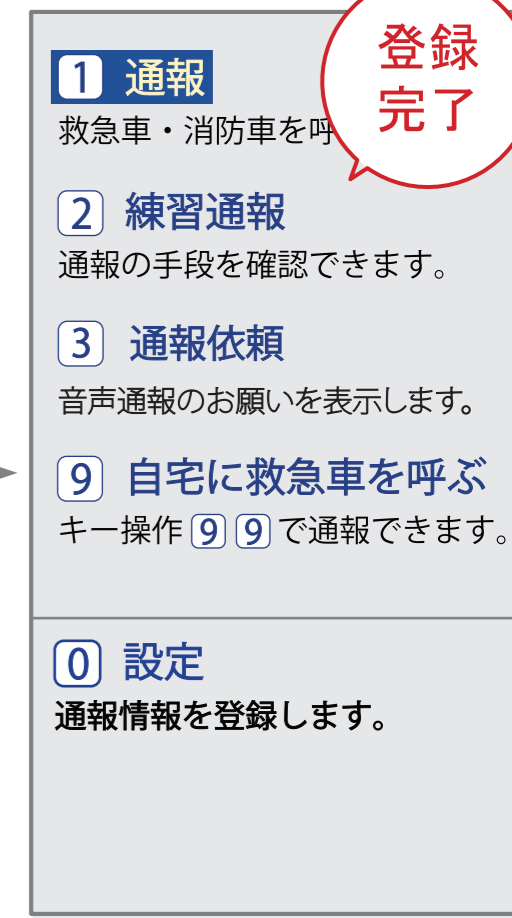 登録
完了
1 通報
救急車・消防車を呼
2 練習通報
通報の手段を確認できます。
3 通報依頼
音声通報のお願いを表示します。
9 自宅に救急車を呼ぶ
キー操作 9 9 で通報できます。
0 設定
通報情報を登録します。